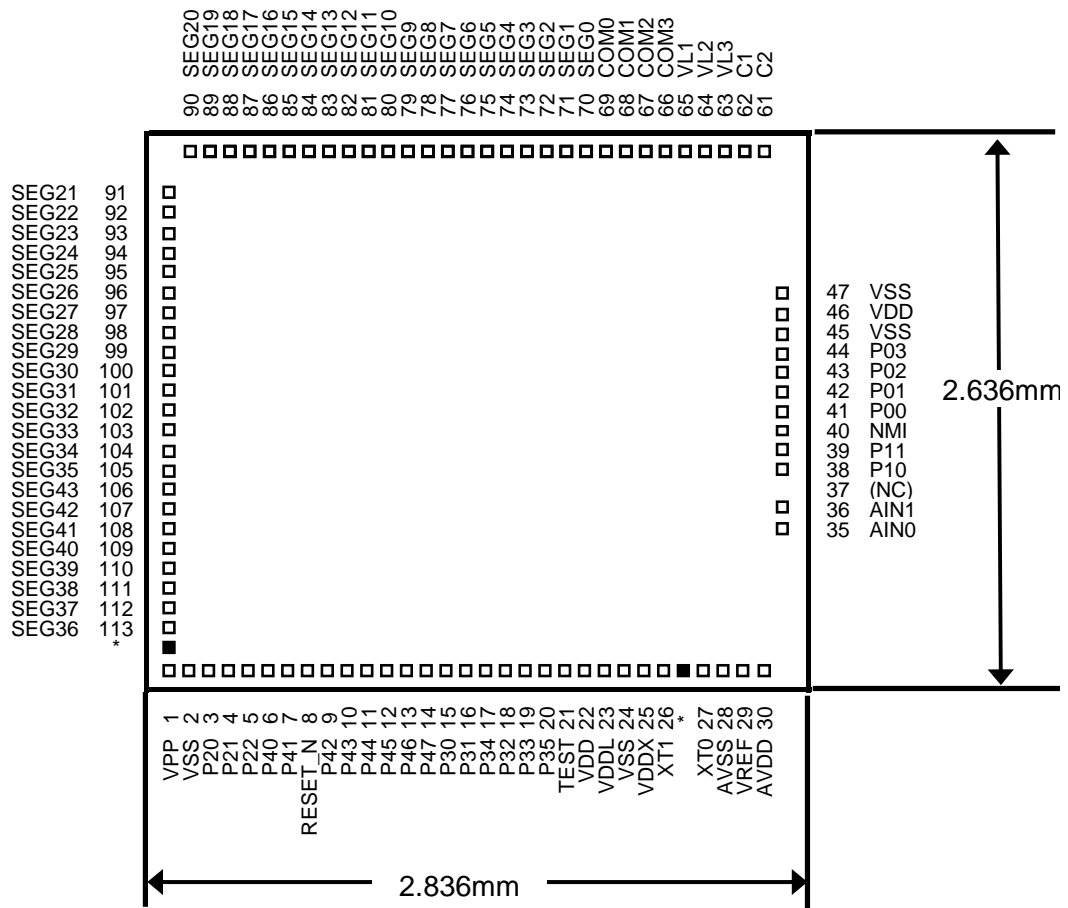 90 SEG20
89 SEG19
88 SEG18
87 SEG17
86 SEG16
85 SEG15
84 SEG14
83 SEG13
82 SEG12
81 SEG11
80 SEG10
79 SEG9
78 SEG8
77 SEG7
76 SEG6
75 SEG5
74 SEG4
73 SEG3
72 SEG2
71 SEG1
70 SEG0
69 COM0
68 COM1
67 COM2
66 COM3
65 VL1
64 VL2
63 VL3
62 C1
61 C2
SEG21 91
SEG22 92
SEG23 93
SEG24 94
SEG25 95
SEG26 96
SEG27 97
SEG28 98
SEG29 99
SEG30 100
SEG31 101
SEG32 102
SEG33 103
SEG34 104
SEG35 105
SEG43 106
SEG42 107
SEG41 108
SEG40 109
SEG39 110
SEG38 111
SEG37 112
SEG36 113
*
47 VSS
46 VDD
45 VSS
44 P03
43 P02
42 P01
41 P00
40 NMI
39 P11
38 P10
37 (NC)
36 AIN1
35 AIN0
2.636mm
VPP 1
VSS 2
P20 3
P21 4
P22 5
P40 6
P41 7
RESET_N 8
P42 9
P43 10
P44 11
P45 12
P46 13
P47 14
P30 15
P31 16
P34 17
P32 18
P33 19
P35 20
TEST 21
VDD 22
VDDL 23
VSS 24
VDDX 25
XT1 26
*
XT0 27
AVSS 28
VREF 29
AVDD 30
2.836mm